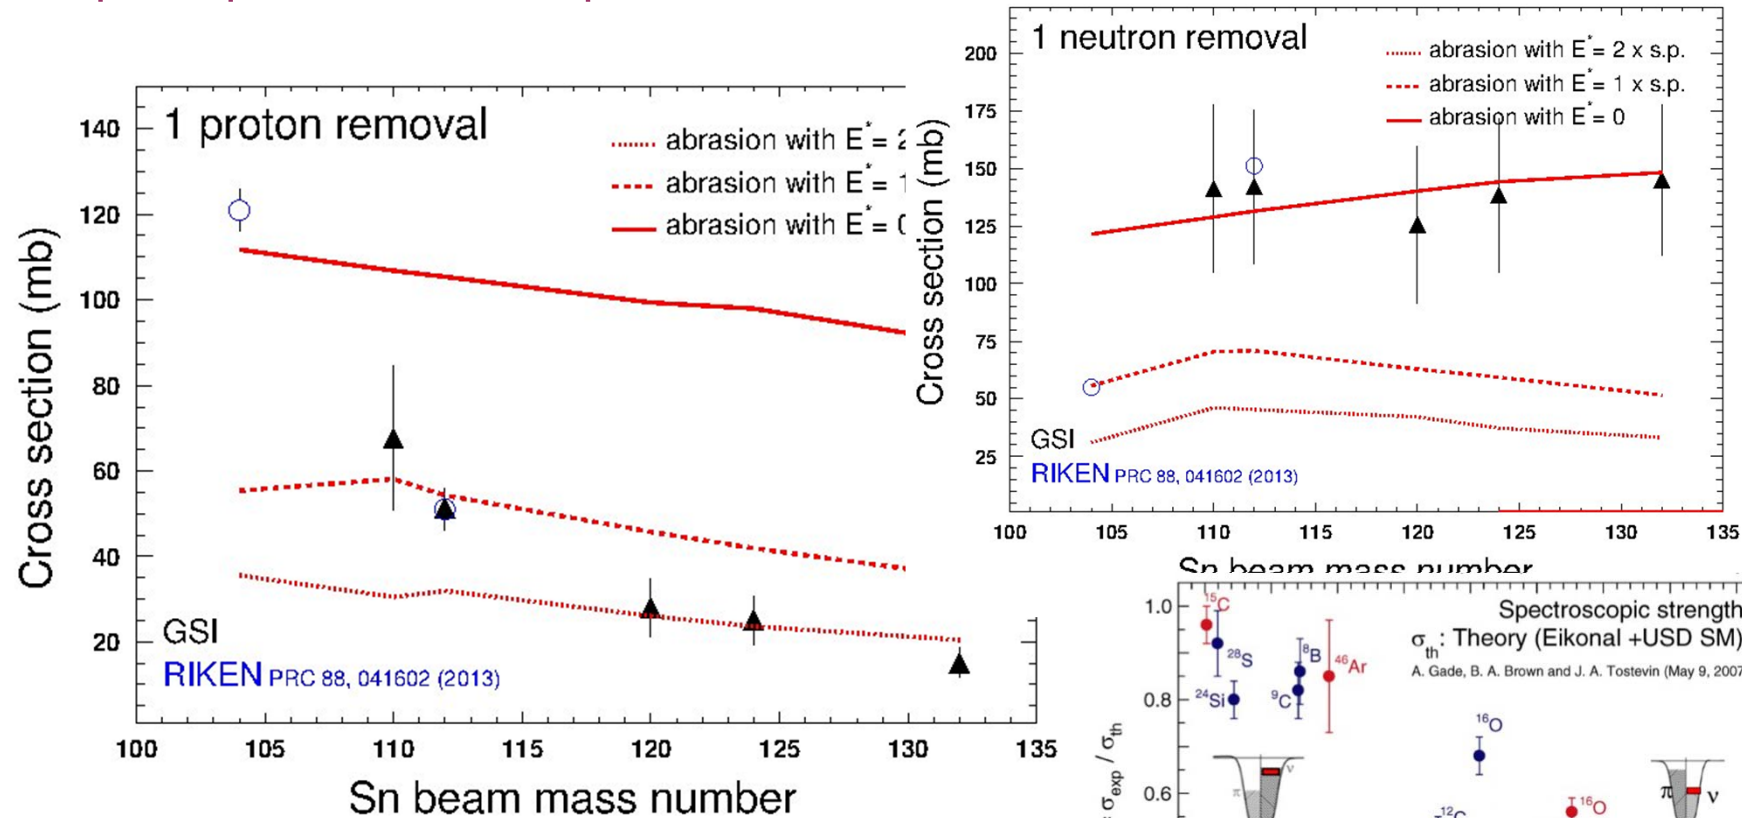 1 proton removal
abrasion with E*= 2
abrasion with E*= 1
abrasion with E*= 0
Cross section (mb)
140
120
100
80
60
40
20
GSI
RIKEN PRC 88, 041602 (2013)
100 105 110 115 120 125 130 135
Sn beam mass number
1 neutron removal
abrasion with E*= 2 x s.p.
abrasion with E*= 1 x s.p.
abrasion with E*= 0
Cross section (mb)
200
175
150
125
100
75
50
25
GSI
RIKEN PRC 88, 041602 (2013)
100 105 110 115 120 125 130 135
Sn beam mass number
Spectroscopic strength
σth: Theory (Eikonal +USD SM)
A. Gade, B. A. Brown and J. A. Tostevin (May 9, 2007
1.0
0.8
0.6
σexp / σth
15C
28S
24Si
8B
9C
46Ar
16O
12C
16O
π ν
π ν